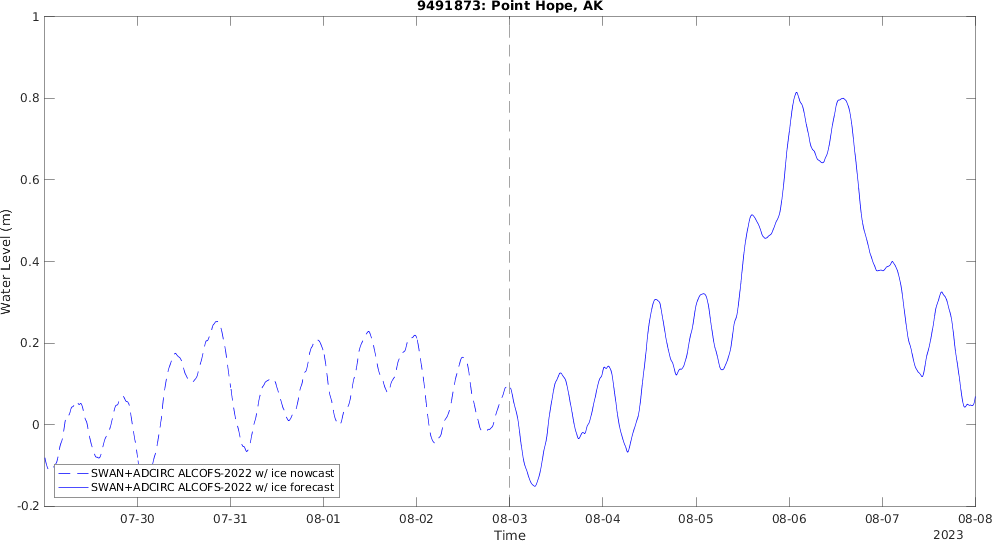 9491873: Point Hope, AK
1
0.8
0.6
0.4
0.2
0
-0.2
Water Level (m)
SWAN+ADCIRC ALCOFS-2022 w/ ice nowcast
SWAN+ADCIRC ALCOFS-2022 w/ ice forecast
07-30 07-31 08-01 08-02 08-03 08-04 08-05 08-06 08-07 08-08
Time
2023